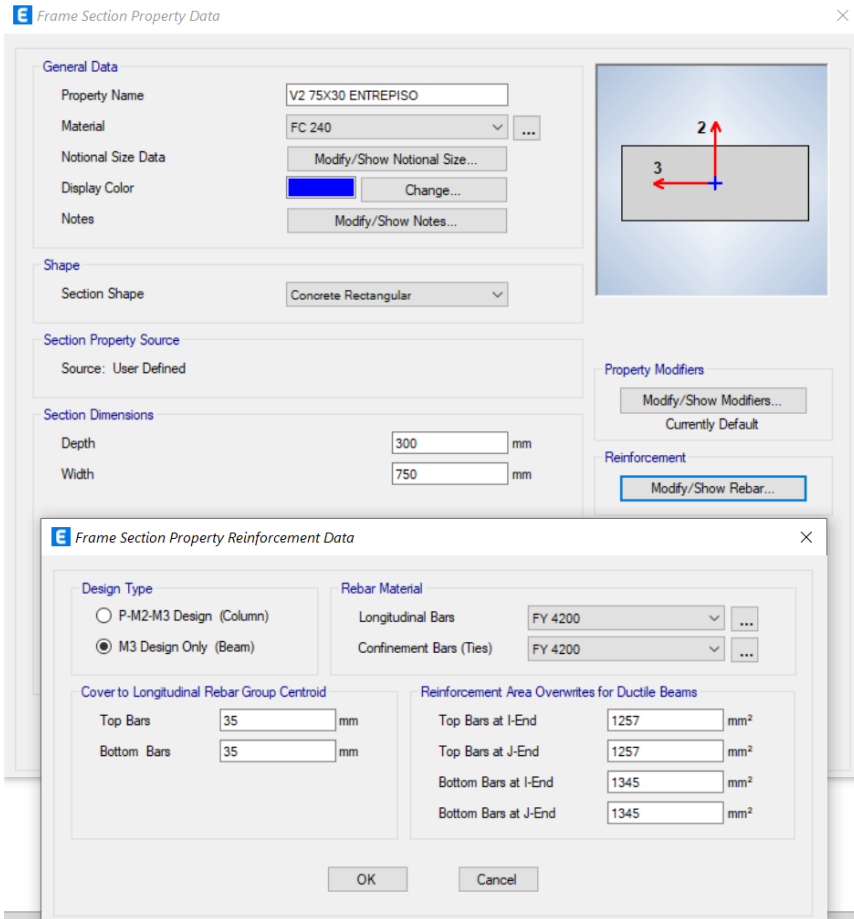 E Frame Section Property Data
General Data
Property Name V2 75X30 ENTREPISO
Material FC 240 ...
Notional Size Data Modify/Show Notional Size...
Display Color Change...
Notes Modify/Show Notes...
2
3
Shape
Section Shape Concrete Rectangular
Section Property Source
Source: User Defined
Property Modifiers
Modify/Show Modifiers...
Currently Default
Section Dimensions
Depth 300 mm
Width 750 mm
Reinforcement
Modify/Show Rebar...
E Frame Section Property Reinforcement Data
Design Type
P-M2-M3 Design (Column)
M3 Design Only (Beam)
Rebar Material
Longitudinal Bars FY 4200 ...
Confinement Bars (Ties) FY 4200 ...
Cover to Longitudinal Rebar Group Centroid
Top Bars 35 mm
Bottom Bars 35 mm
Reinforcement Area Overwrites for Ductile Beams
Top Bars at I-End 1257 mm²
Top Bars at J-End 1257 mm²
Bottom Bars at I-End 1345 mm²
Bottom Bars at J-End 1345 mm²
OK Cancel